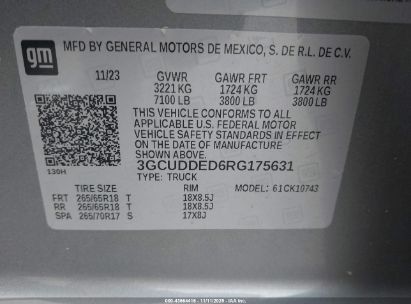 gm
MFD BY GENERAL MOTORS DE MEXICO, S. DE R.L. DE C.V.
11/23 GVWR GAWR FRT GAWR RR
3221 KG 1724 KG 1724 KG
7100 LB 3800 LB 3800 LB
THIS VEHICLE CONFORMS TO ALL
APPLICABLE U.S. FEDERAL MOTOR
VEHICLE SAFETY STANDARDS IN EFFECT
ON THE DATE OF MANUFACTURE
SHOWN ABOVE.
3GCUDDED6RG175631
130H TYPE: TRUCK
TIRE SIZE RIM MODEL: 61CK10743
FRT 265/65R18 T 18X8.5J
RR 265/65R18 T 18X8.5J
SPA 265/70R17 S 17X8J